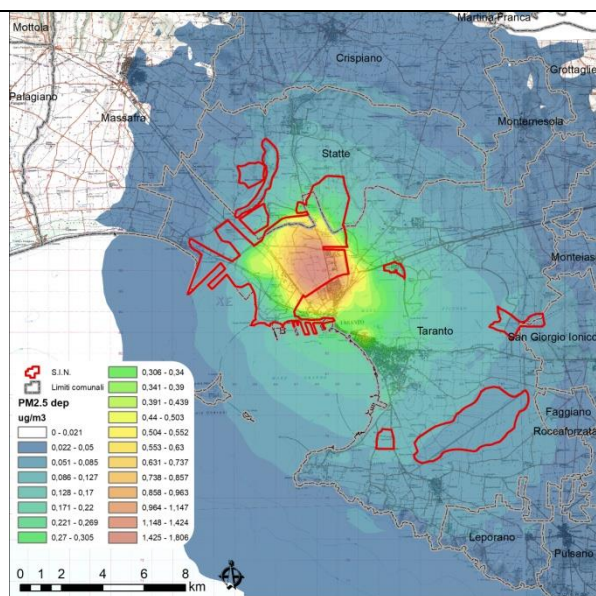 Martina Franca
Mottola
Crispiano
Grottaglie
Palagiano
Massafra
Montemesola
Statte
Monteias
Taranto
San Giorgio Ionico
Faggiano
Roccaforzata
Leporano
Pulsano
S.I.N.
Limiti comunali
PM2.5 dep
ug/m3
0 - 0,021
0,022 - 0,05
0,051 - 0,085
0,086 - 0,127
0,128 - 0,17
0,171 - 0,22
0,221 - 0,269
0,27 - 0,305
0,306 - 0,34
0,341 - 0,39
0,391 - 0,439
0,44 - 0,503
0,504 - 0,552
0,553 - 0,63
0,631 - 0,737
0,738 - 0,857
0,858 - 0,963
0,964 - 1,147
1,148 - 1,424
1,425 - 1,806
0 1 2 4 6 8
km